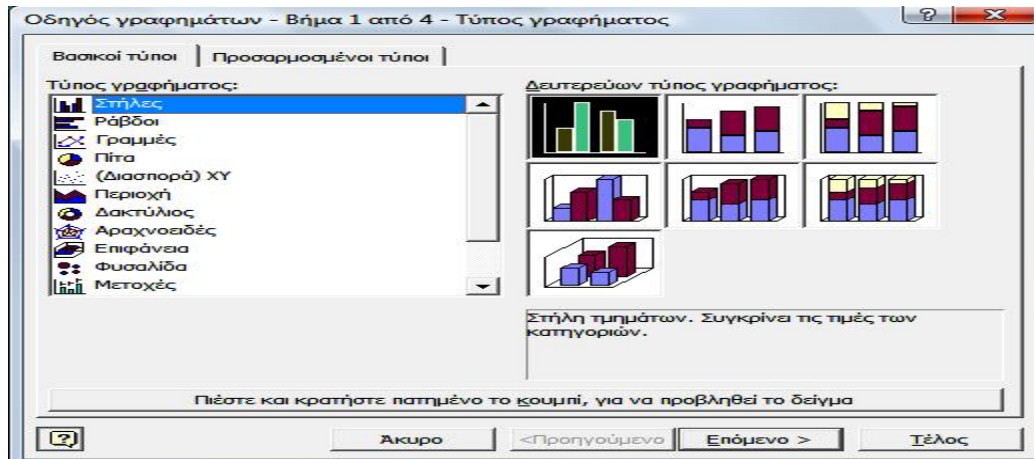 Οδηγός γραφημάτων - Βήμα 1 από 4 - Τύπος γραφήματος
Βασικοί τύποι
Προσαρμοσμένοι τύποι
Τύπος γραφήματος:
Στήλες
Ράβδοι
Γραμμές
Πίτα
(Διασπορά) XY
Περιοχή
Δακτύλιος
Αραχνοειδές
Επιφάνεια
Φυσαλίδα
Μετοχές
Δευτερεύων τύπος γραφήματος:
Στήλη τμημάτων. Συγκρίνει τις τιμές των
κατηγοριών.
Πιέστε και κρατήστε πατημένο το κουμπί, για να προβληθεί το δείγμα
Άκυρο
<Προηγούμενο
Επόμενο >
Τέλος